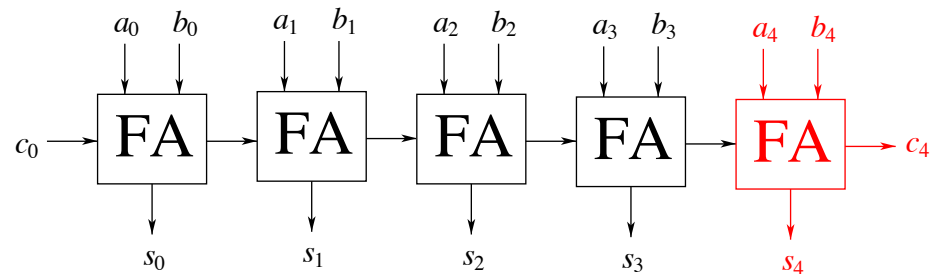 a₀ b₀ a₁ b₁ a₂ b₂ a₃ b₃ a₄ b₄
c₀ FA FA FA FA FA c₄
s₀ s₁ s₂ s₃ s₄